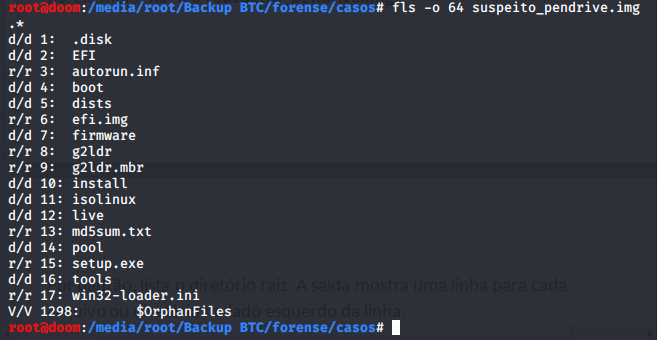 root@doom:/media/root/Backup BTC/forense/casos# fls -o 64 suspeito_pendrive.img
.*
d/d 1:  .disk
d/d 2:  EFI
r/r 3:  autorun.inf
d/d 4:  boot
d/d 5:  dists
r/r 6:  efi.img
d/d 7:  firmware
r/r 8:  g2ldr
r/r 9:  g2ldr.mbr
d/d 10: install
d/d 11: isolinux
d/d 12: live
r/r 13: md5sum.txt
d/d 14: pool
r/r 15: setup.exe
d/d 16: tools
r/r 17: win32-loader.ini
V/V 1298:       $OrphanFiles
root@doom:/media/root/Backup BTC/forense/casos#
lista o diretório raiz. A saída mostra uma linha para cada
lado esquerdo da linha.